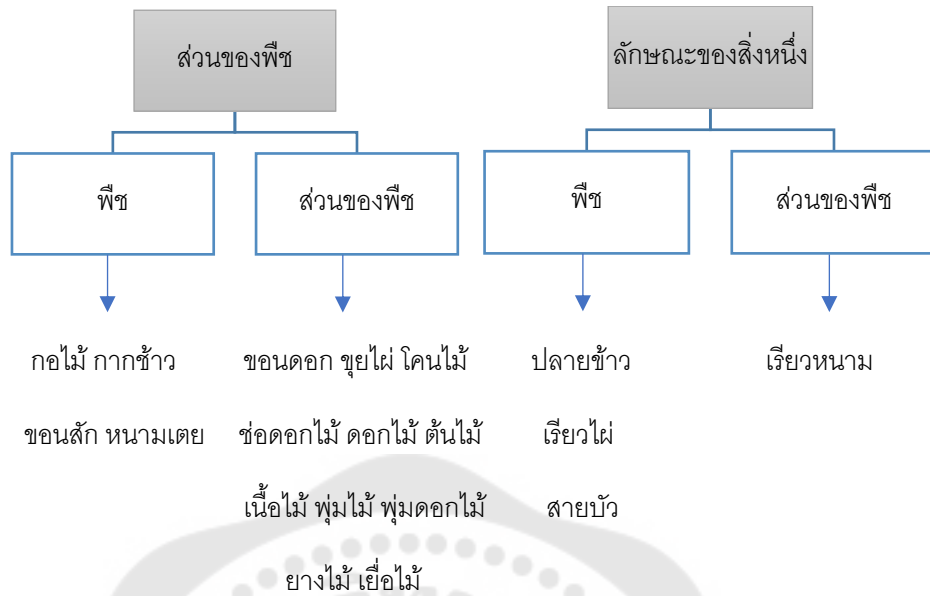 ส่วนของพืช
ลักษณะของสิ่งหนึ่ง
พืช
ส่วนของพืช
พืช
ส่วนของพืช
กอไม้ กากข้าว
ขอนสัก หนามเตย
ขอนดอก ขุยไผ่ โคนไม้
ช่อดอกไม้ ดอกไม้ ต้นไม้
เนื้อไม้ พุ่มไม้ พุ่มดอกไม้
ยางไม้ เยื่อไม้
ปลายข้าว
เรียวไผ่
สายบัว
เรียวหนาม